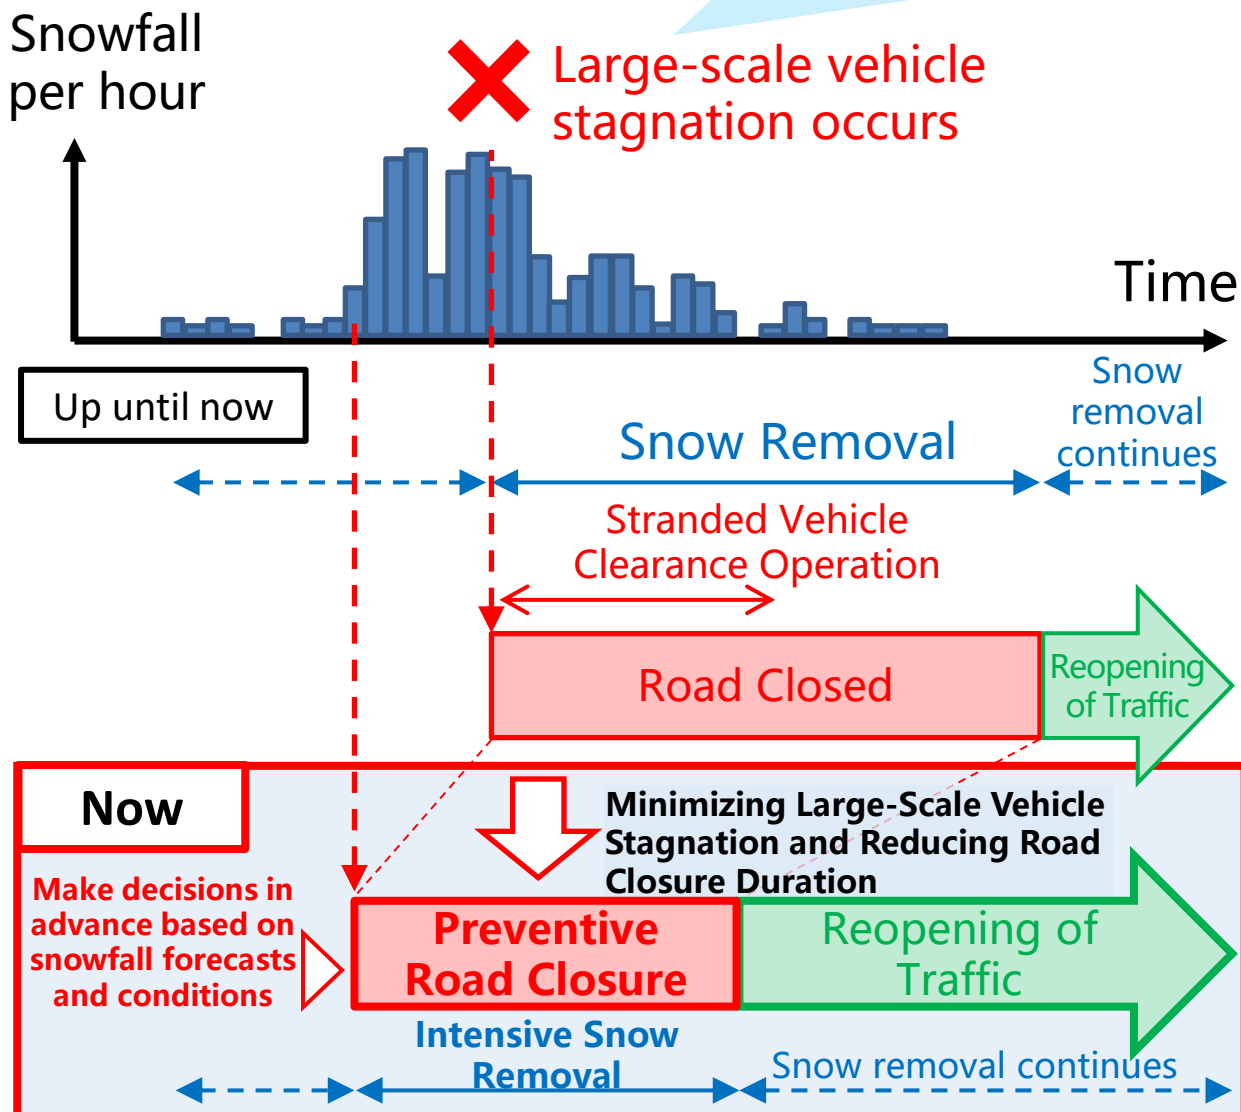 Snowfall
per hour
Large-scale vehicle
stagnation occurs
Time
Up until now
Snow Removal
Snow
removal
continues
Stranded Vehicle
Clearance Operation
Road Closed
Reopening
of Traffic
Now
Minimizing Large-Scale Vehicle
Stagnation and Reducing Road
Closure Duration
Make decisions in
advance based on
snowfall forecasts
and conditions
Preventive
Road Closure
Reopening of
Traffic
Intensive Snow
Removal
Snow removal continues